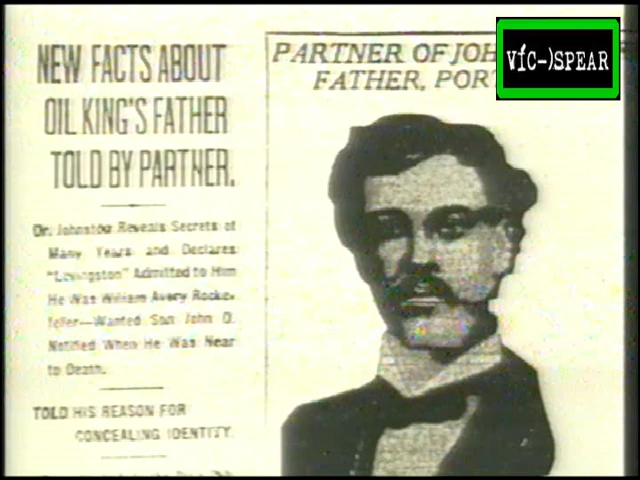 NEW FACTS ABOUT
OIL KING'S FATHER
TOLD BY PARTNER.
Dr. Johnston Reveals Secrets of
Many Years and Declares
"Levingston" Admitted to Him
He Was William Avery Rocke-
feller—Wanted Son John D.
Notified When He Was Near
to Death.
TOLD HIS REASON FOR
CONCEALING IDENTITY.
PARTNER OF JOH
FATHER, PORT
VÍC-)SPEAR